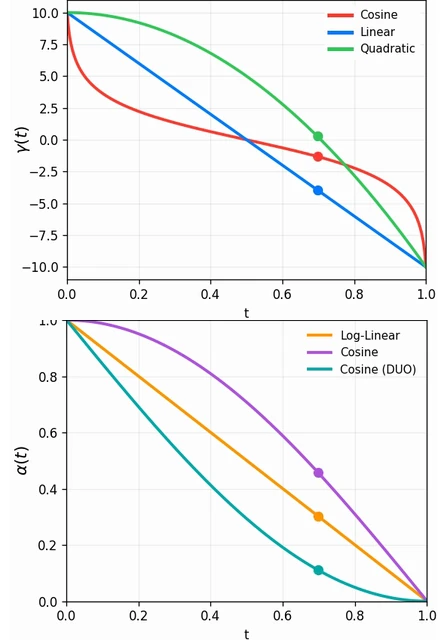 10.0
7.5
5.0
2.5
0.0
−2.5
−5.0
−7.5
−10.0
γ(t)
Cosine
Linear
Quadratic
0.0 0.2 0.4 0.6 0.8 1.0
t
1.0
0.8
0.6
0.4
0.2
0.0
α(t)
Log-Linear
Cosine
Cosine (DUO)
0.0 0.2 0.4 0.6 0.8 1.0
t